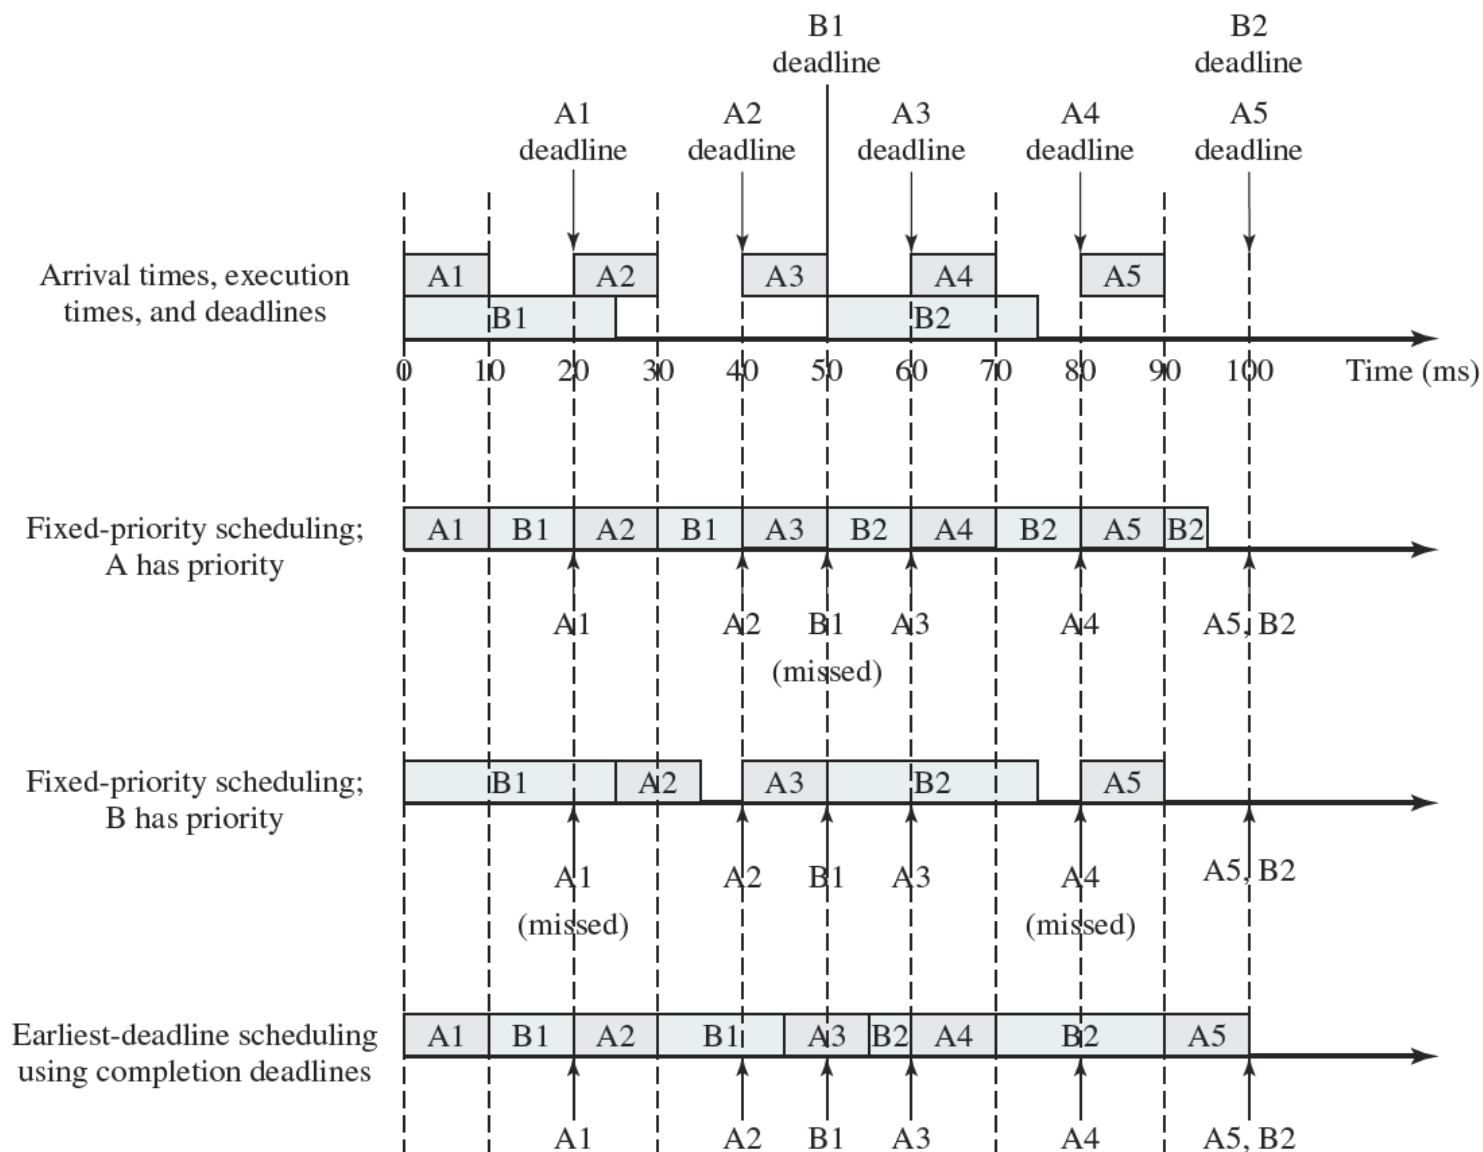 B1
deadline
B2
deadline
A1
deadline
A2
deadline
A3
deadline
A4
deadline
A5
deadline
Arrival times, execution
times, and deadlines
A1 A2 A3 A4 A5
B1 B2
0 10 20 30 40 50 60 70 80 90 100 Time (ms)
Fixed-priority scheduling;
A has priority
A1 B1 A2 B1 A3 B2 A4 B2 A5 B2
A1 A2 B1 A3 A4 A5, B2
(missed)
Fixed-priority scheduling;
B has priority
B1 A2 A3 B2 A5
A1 A2 B1 A3 A4 A5, B2
(missed) (missed)
Earliest-deadline scheduling
using completion deadlines
A1 B1 A2 B1 A3 B2 A4 B2 A5
A1 A2 B1 A3 A4 A5, B2